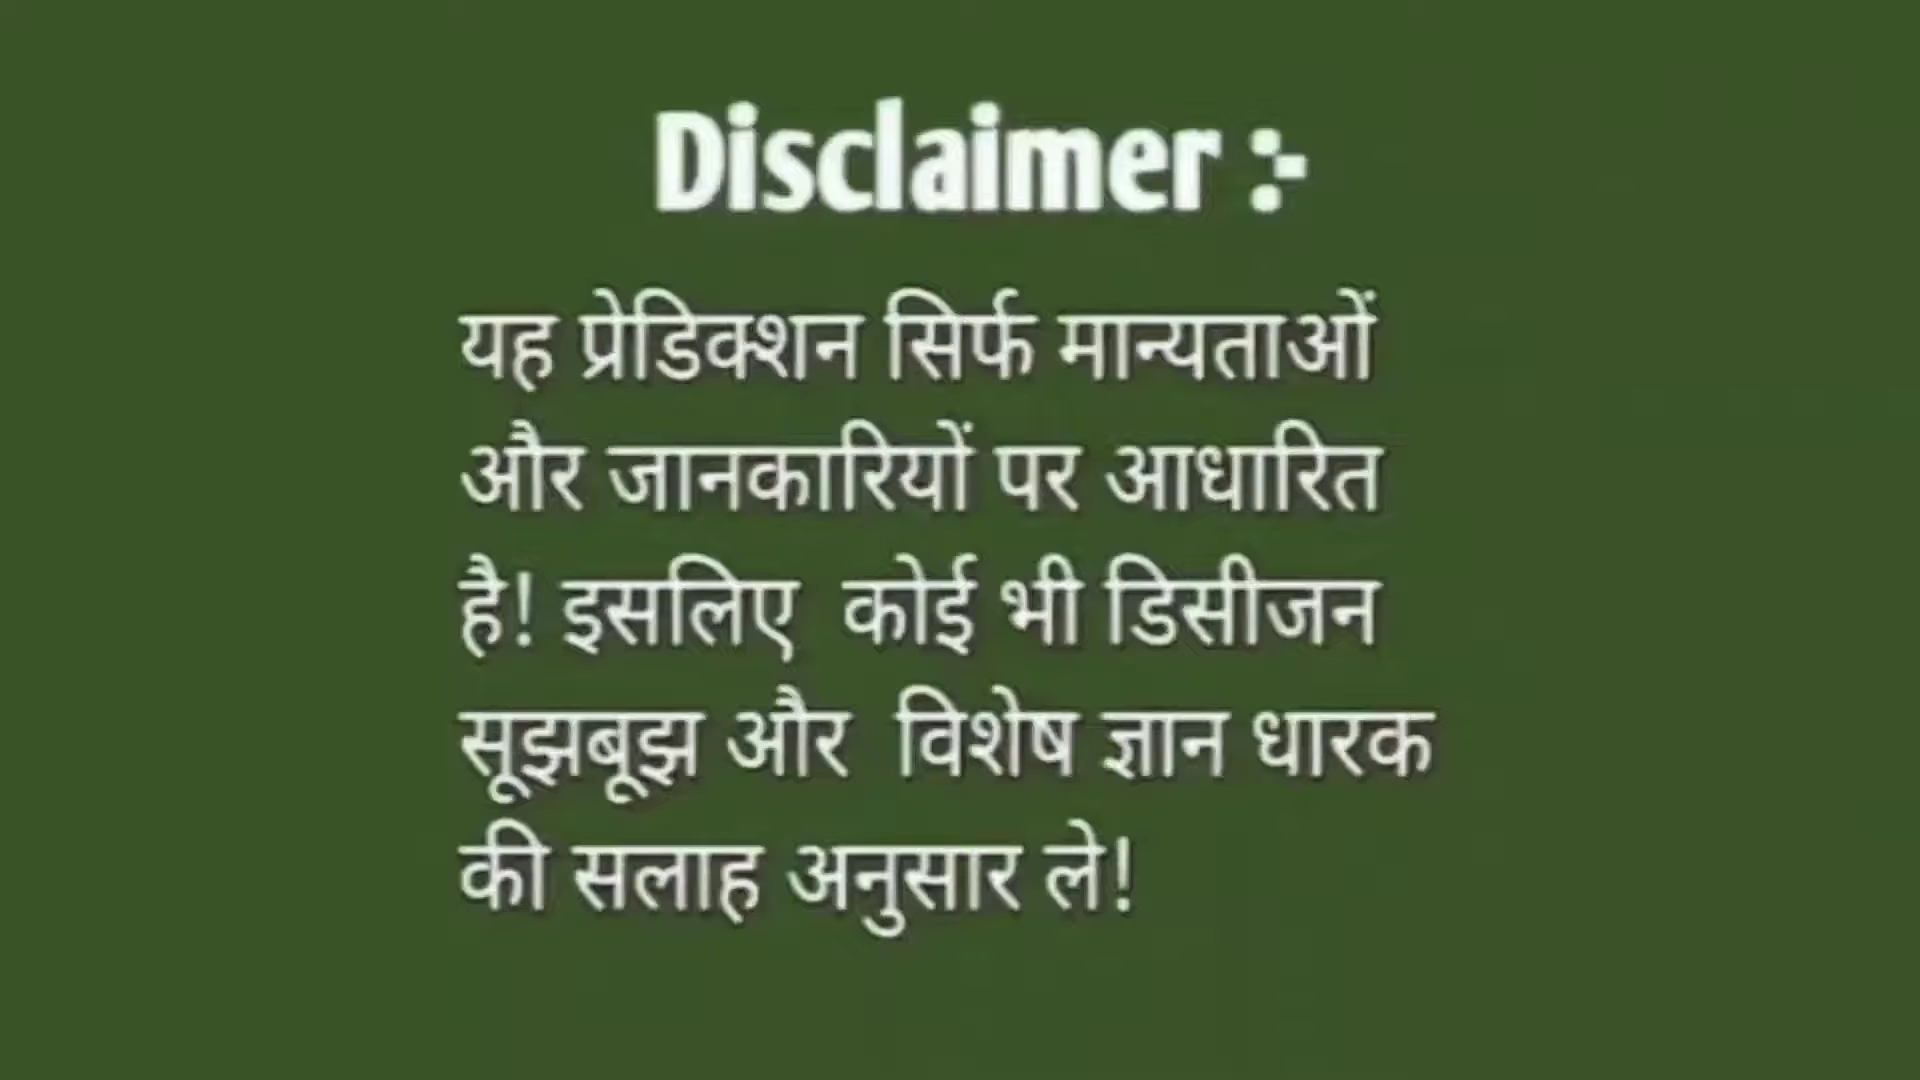 Disclaimer :-
यह प्रेडिक्शन सिर्फ मान्यताओं
और जानकारियों पर आधारित
है! इसलिए कोई भी डिसीजन
सूझबूझ और विशेष ज्ञान धारक
की सलाह अनुसार ले!